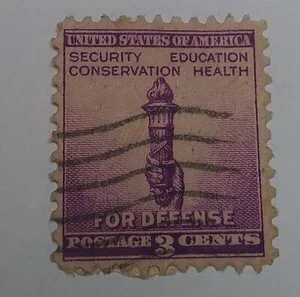 UNITED STATES OF AMERICA
SECURITY EDUCATION
CONSERVATION HEALTH
FOR DEFENSE
POSTAGE 3 CENTS